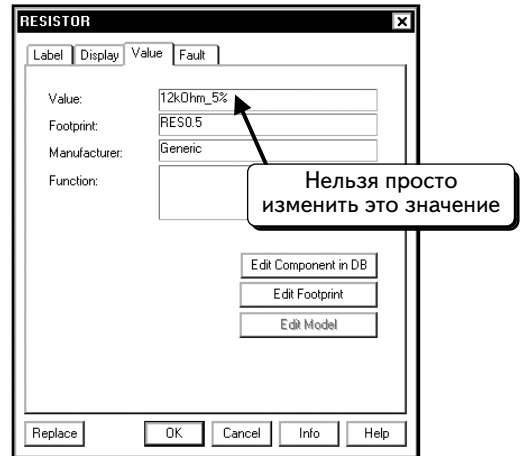 RESISTOR
Label Display Value Fault
Value: 12kOhm_5%
Footprint: RES0.5
Manufacturer: Generic
Function:
Нельзя просто
изменить это значение
Edit Component in DB
Edit Footprint
Edit Model
Replace OK Cancel Info Help